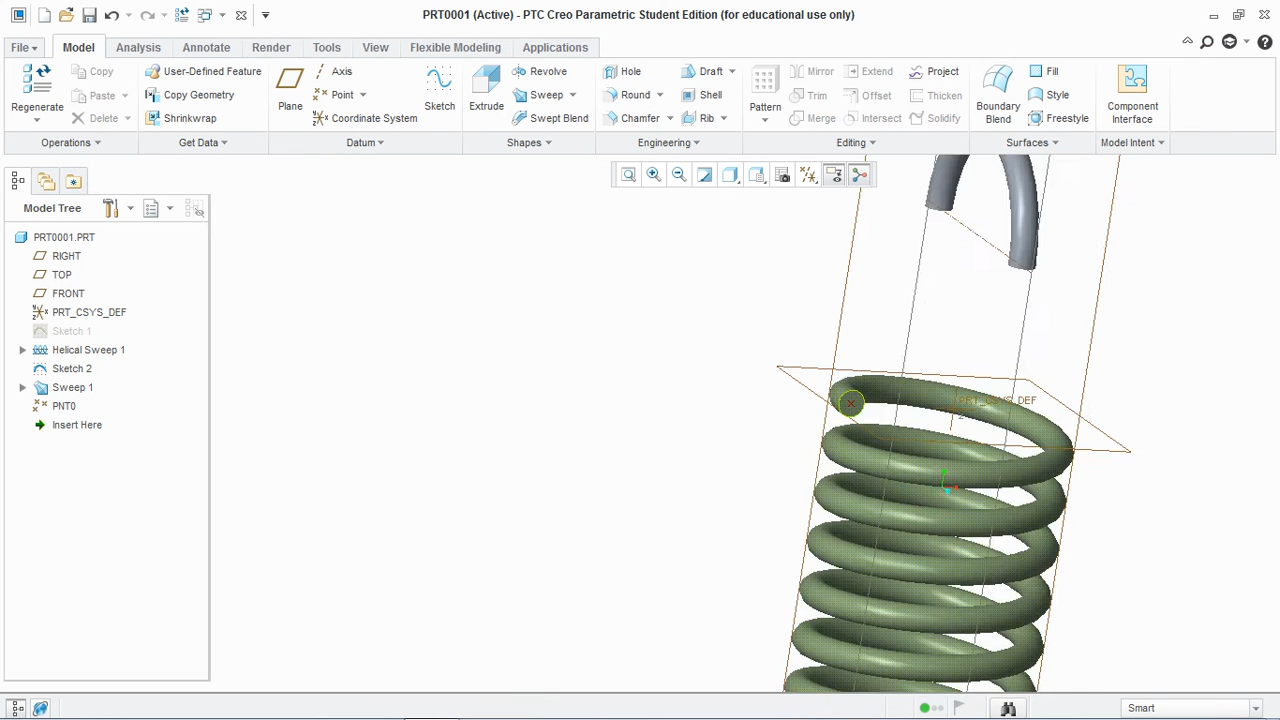 PRT0001 (Active) - PTC Creo Parametric Student Edition (for educational use only)
File Model Analysis Annotate Render Tools View Flexible Modeling Applications
Regenerate
Copy
Paste
Delete
Operations
User-Defined Feature
Copy Geometry
Shrinkwrap
Get Data
Plane
Axis
Point
Coordinate System
Sketch
Datum
Extrude
Revolve
Sweep
Swept Blend
Shapes
Hole
Round
Chamfer
Draft
Shell
Rib
Engineering
Pattern
Mirror
Trim
Merge
Extend
Offset
Intersect
Project
Thicken
Solidify
Editing
Boundary
Blend
Fill
Style
Freestyle
Surfaces
Component
Interface
Model Intent
Model Tree
PRT0001.PRT
RIGHT
TOP
FRONT
PRT_CSYS_DEF
Sketch 1
Helical Sweep 1
Sketch 2
Sweep 1
PNT0
Insert Here
PRT_CSYS_DEF
Smart